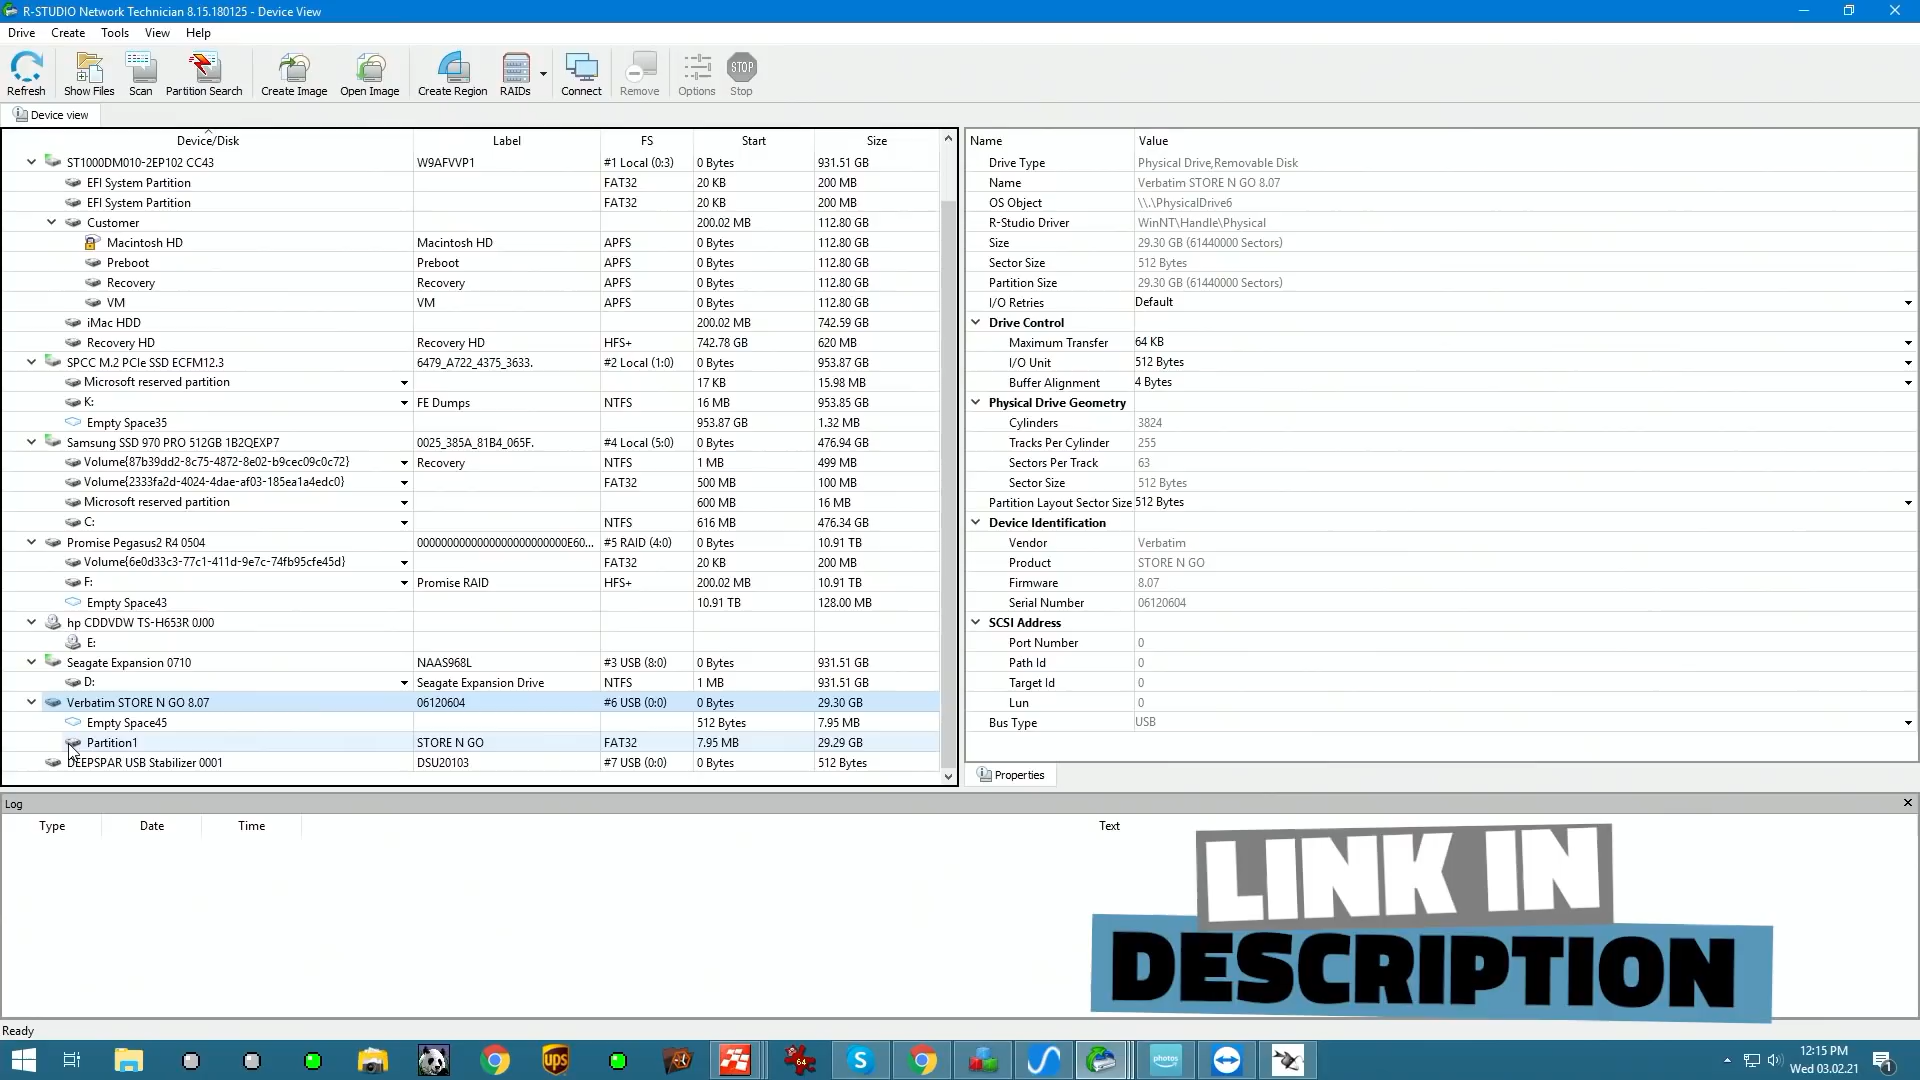 R-STUDIO Network Technician 8.15.180125 - Device View
Drive Create Tools View Help
Refresh Show Files Scan Partition Search Create Image Open Image Create Region RAIDs Connect Remove Options STOP Stop
Device view
Device/Disk Label FS Start Size
ST1000DM010-2EP102 CC43 W9AFVVP1 #1 Local (0:3) 0 Bytes 931.51 GB
EFI System Partition FAT32 20 KB 200 MB
EFI System Partition FAT32 20 KB 200 MB
Customer 200.02 MB 112.80 GB
Macintosh HD Macintosh HD APFS 0 Bytes 112.80 GB
Preboot Preboot APFS 0 Bytes 112.80 GB
Recovery Recovery APFS 0 Bytes 112.80 GB
VM VM APFS 0 Bytes 112.80 GB
iMac HDD 200.02 MB 742.59 GB
Recovery HD Recovery HD HFS+ 742.78 GB 620 MB
SPCC M.2 PCIe SSD ECFM12.3 6479_A722_4375_3633. #2 Local (1:0) 0 Bytes 953.87 GB
Microsoft reserved partition 17 KB 15.98 MB
K: FE Dumps NTFS 16 MB 953.85 GB
Empty Space35 953.87 GB 1.32 MB
Samsung SSD 970 PRO 512GB 1B2QEXP7 0025_385A_81B4_065F. #4 Local (5:0) 0 Bytes 476.94 GB
Volume{87b39dd2-8c75-4872-8e02-b9cec09c0c72} Recovery NTFS 1 MB 499 MB
Volume{2333fa2d-4024-4dae-af03-185ea1a4edc0} FAT32 500 MB 100 MB
Microsoft reserved partition 600 MB 16 MB
C: NTFS 616 MB 476.34 GB
Promise Pegasus2 R4 0504 0000000000000000000000000E60... #5 RAID (4:0) 0 Bytes 10.91 TB
Volume{6e0d33c3-77c1-411d-9e7c-74fb95cfe45d} FAT32 20 KB 200 MB
F: Promise RAID HFS+ 200.02 MB 10.91 TB
Empty Space43 10.91 TB 128.00 MB
hp CDDVDW TS-H653R 0J00
E:
Seagate Expansion 0710 NAAS968L #3 USB (8:0) 0 Bytes 931.51 GB
D: Seagate Expansion Drive NTFS 1 MB 931.51 GB
Verbatim STORE N GO 8.07 06120604 #6 USB (0:0) 0 Bytes 29.30 GB
Empty Space45 512 Bytes 7.95 MB
Partition1 STORE N GO FAT32 7.95 MB 29.29 GB
DEEPSPAR USB Stabilizer 0001 DSU20103 #7 USB (0:0) 0 Bytes 512 Bytes
Name Value
Drive Type Physical Drive,Removable Disk
Name Verbatim STORE N GO 8.07
OS Object \\.\PhysicalDrive6
R-Studio Driver WinNT\Handle\Physical
Size 29.30 GB (61440000 Sectors)
Sector Size 512 Bytes
Partition Size 29.30 GB (61440000 Sectors)
I/O Retries Default
Drive Control
Maximum Transfer 64 KB
I/O Unit 512 Bytes
Buffer Alignment 4 Bytes
Physical Drive Geometry
Cylinders 3824
Tracks Per Cylinder 255
Sectors Per Track 63
Sector Size 512 Bytes
Partition Layout Sector Size 512 Bytes
Device Identification
Vendor Verbatim
Product STORE N GO
Firmware 8.07
Serial Number 06120604
SCSI Address
Port Number 0
Path Id 0
Target Id 0
Lun 0
Bus Type USB
Properties
Log
Type Date Time Text
LINK IN
DESCRIPTION
Ready
ups
64
photos
12:15 PM
Wed 03.02.21
1